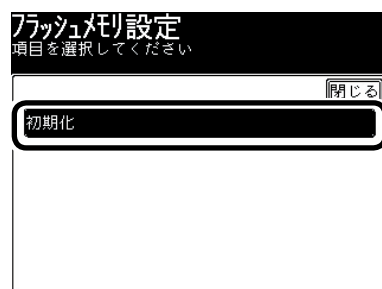 フラッシュメモリ設定
項目を選択してください
閉じる
初期化